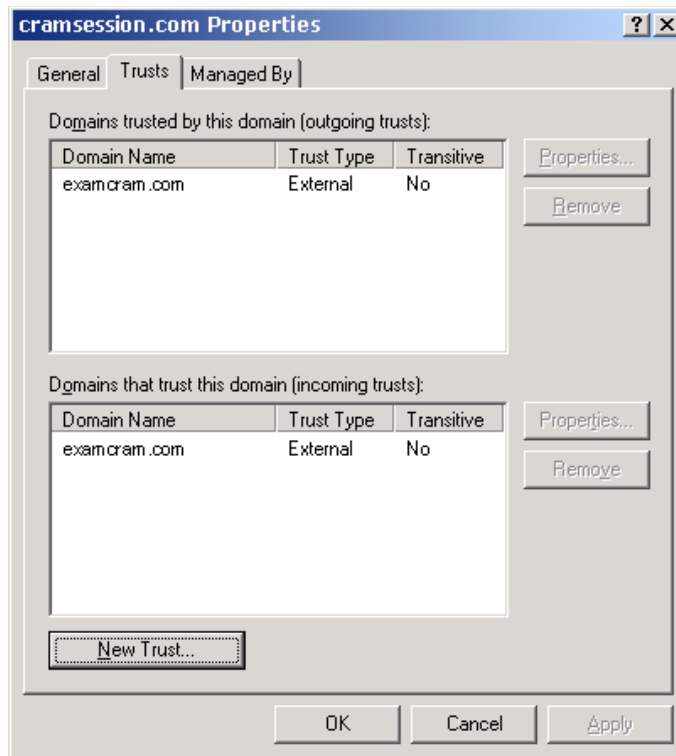 cramsession.com Properties
General Trusts Managed By
Domains trusted by this domain (outgoing trusts):
Domain Name Trust Type Transitive Properties...
examcram.com External No
Remove
Domains that trust this domain (incoming trusts):
Domain Name Trust Type Transitive Properties...
examcram.com External No
Remove
New Trust...
OK Cancel Apply